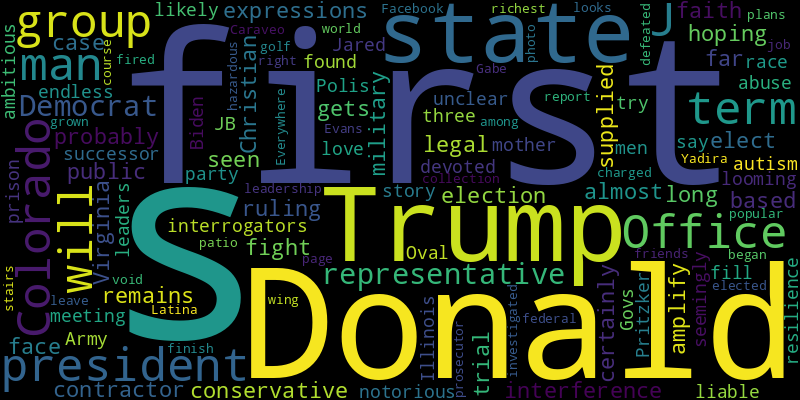 group
likely
expressions
Facebook
richest
looks
faith
plans
ambitious
case
man
course
fired
first
Caraveo
world
golf
right
Jared
found
state
J
photo
defeated
hoping
far
race
job
endless
Democrat
hazardous
Christian
Everywhere
Polis
gets
military
Gabe
unclear
report
supplied
term
abuse
grown
probably
Biden
JB
Evans
three
among
try
say
elect
successor
seen
love
legal
mother
men
Yadira
autism
public
party
devoted
charged
looming
prison
Colorado
Will
Virginia
leaders
S
leadership
collection
story
election
almost
long
based
ruling
Trump
Office
popular
interrogators
patio
fight
Oval
void
page
representative
friends
began
fill
stairs
leave
remains
Latina
wing
Donald
elected
meeting
Army
Illinois
prosecutor
investigated
federal
certainly
Govs
Pritzker
amplify
seemingly
resilience
face
finish
trial
president
contractor
conservative
notorious
interference
liable